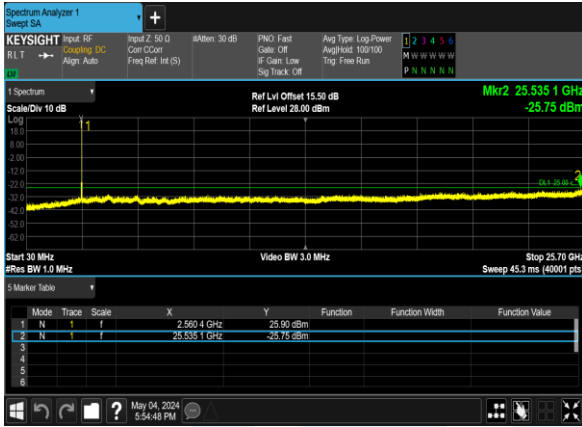 Spectrum Analyzer 1
Swept SA
+
KEYSIGHT Input: RF Input Z: 50 Ω #Atten: 30 dB PNO: Fast Avg Type: Log-Power 1 2 3 4 5 6
RLT Coupling: DC Corr CCorr Gate: Off Avg|Hold: 100/100 M W W W W W
Align: Auto Freq Ref: Int (S) IF Gain: Low Trig: Free Run
Sig Track: Off P N N N N N
1 Spectrum Ref Lvl Offset 15.50 dB Mkr2 25.535 1 GHz
Scale/Div 10 dB Ref Level 28.00 dBm -25.75 dBm
Log
1
18.0
8.00
-2.00
-12.0
2
-22.0 DL1 -25.00
-32.0
-42.0
-52.0
-62.0
Start 30 MHz Video BW 3.0 MHz Stop 25.70 GHz
#Res BW 1.0 MHz Sweep 45.3 ms (40001 pts
5 Marker Table
Mode Trace Scale X Y Function Function Width Function Value
1 N 1 f 2.560 4 GHz 25.90 dBm
2 N 1 f 25.535 1 GHz -25.75 dBm
3
4
5
6
? May 04, 2024
5:54:48 PM